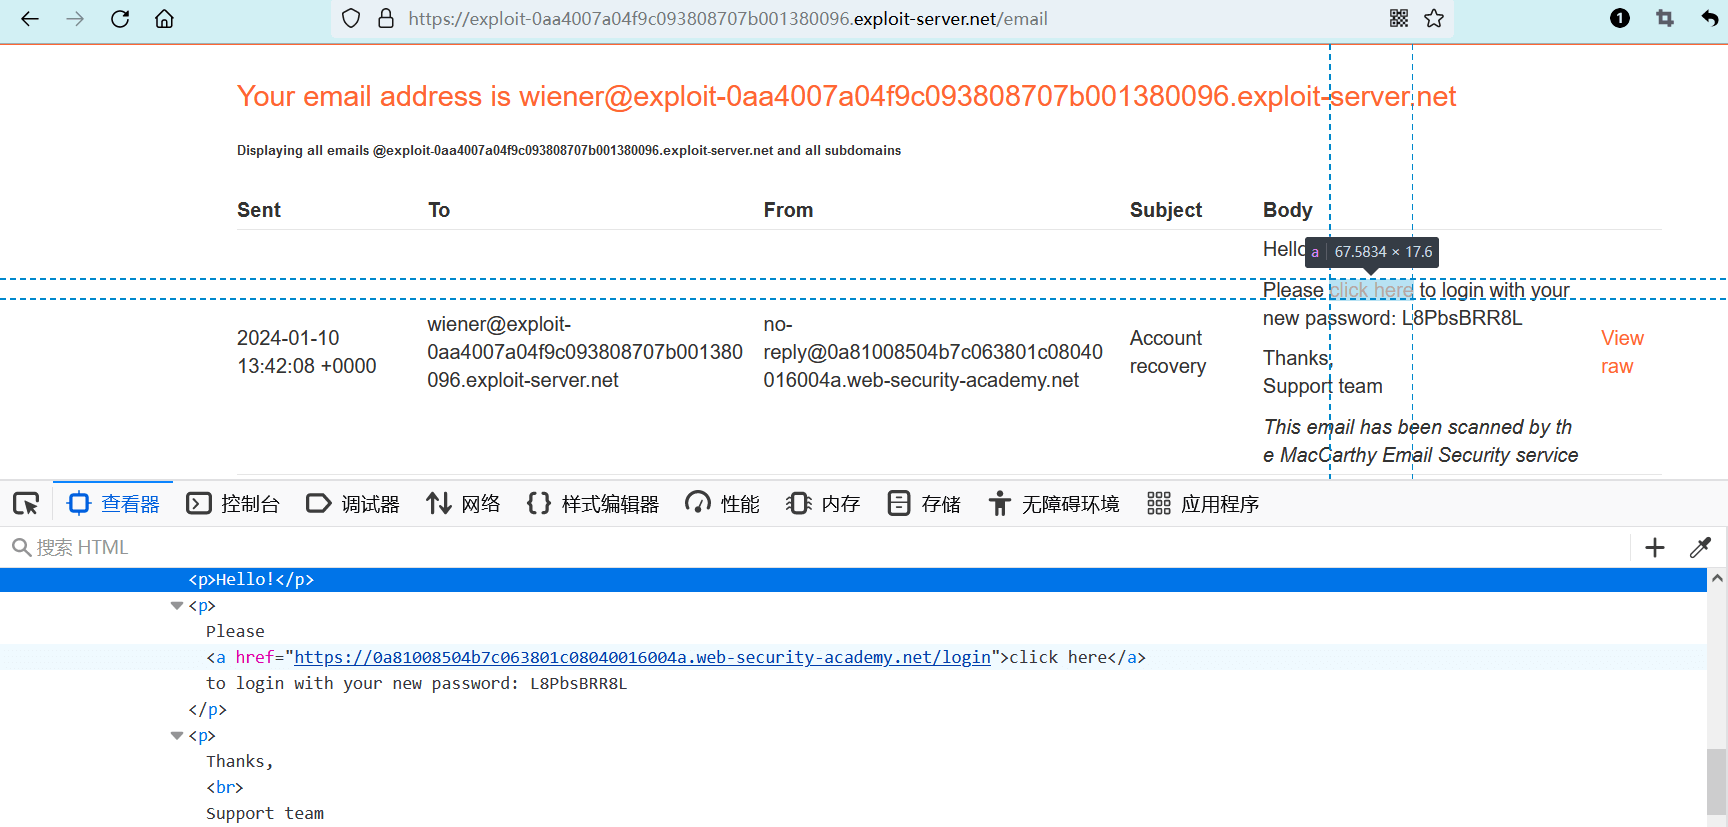 https://exploit-0aa4007a04f9c093808707b001380096.exploit-server.net/email
1
Your email address is wiener@exploit-0aa4007a04f9c093808707b001380096.exploit-server.net
Displaying all emails @exploit-0aa4007a04f9c093808707b001380096.exploit-server.net and all subdomains
Sent To From Subject Body
Hello
a 67.5834 × 17.6
Please click here to login with your
new password: L8PbsBRR8L
2024-01-10
13:42:08 +0000
wiener@exploit-
0aa4007a04f9c093808707b001380
096.exploit-server.net
no-
reply@0a81008504b7c063801c08040
016004a.web-security-academy.net
Account
recovery
Thanks,
Support team
This email has been scanned by th
e MacCarthy Email Security service
View
raw
查看器 控制台 调试器 网络 样式编辑器 性能 内存 存储 无障碍环境 应用程序
搜索 HTML
<p>Hello!</p>
<p>
Please
<a href="https://0a81008504b7c063801c08040016004a.web-security-academy.net/login">click here</a>
to login with your new password: L8PbsBRR8L
</p>
<p>
Thanks,
<br>
Support team